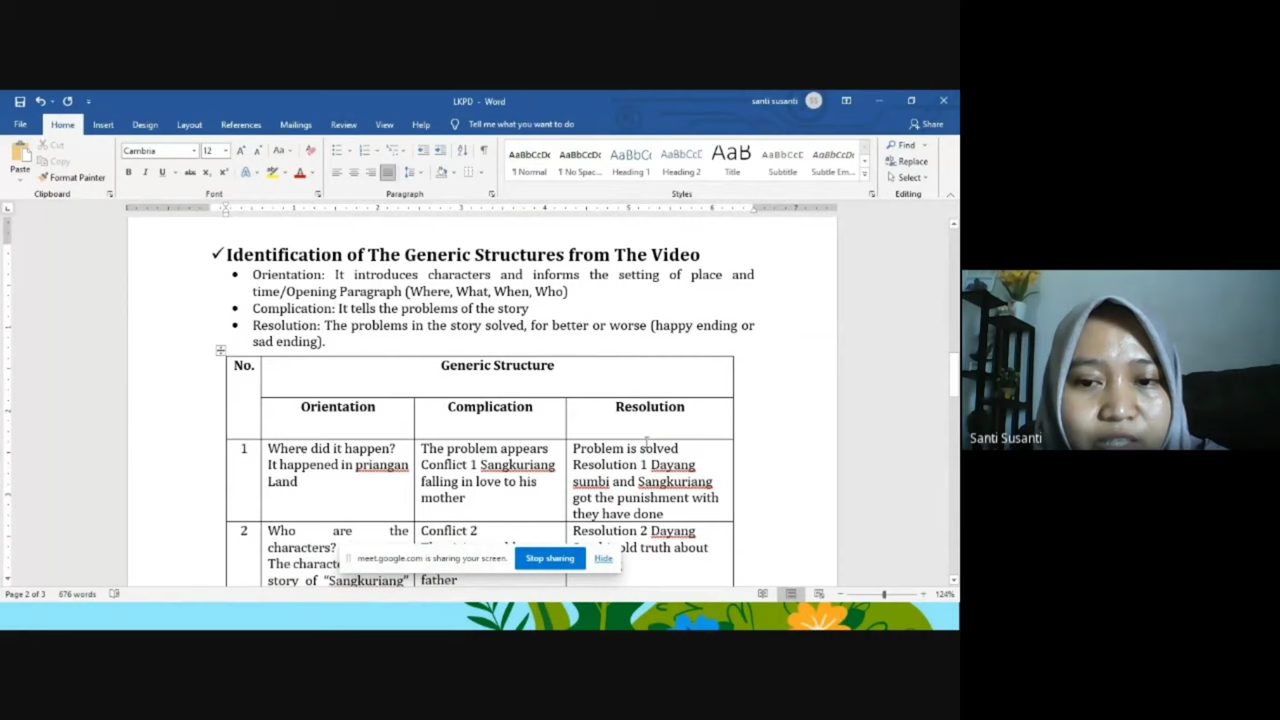 LKPD - Word
santi susanti
SS
File
Home
Insert
Design
Layout
References
Mailings
Review
View
Help
Tell me what you want to do
Share
Paste
Cut
Copy
Format Painter
Clipboard
Cambria
12
Font
Paragraph
AaBbCcDc
¶ Normal
AaBbCcDc
¶ No Spac...
AaBbCc
Heading 1
AaBbCcC
Heading 2
AaB
Title
AaBbCcD
Subtitle
AaBbCcD
Subtle Em...
Styles
Find
Replace
Select
Editing
✓Identification of The Generic Structures from The Video
• Orientation: It introduces characters and informs the setting of place and
time/Opening Paragraph (Where, What, When, Who)
• Complication: It tells the problems of the story
• Resolution: The problems in the story solved, for better or worse (happy ending or
sad ending).
No.
Generic Structure
Orientation
Complication
Resolution
1
Where did it happen?
It happened in priangan
Land
The problem appears
Conflict 1 Sangkuriang
falling in love to his
mother
Problem is solved
Resolution 1 Dayang
sumbi and Sangkuriang
got the punishment with
they have done
2
Who are the
characters?
The
story of "Sangkuriang"
Conflict 2
father
Resolution 2 Dayang
told truth about
meet.google.com is sharing your screen.
Stop sharing
Hide
Page 2 of 3
676 words
124%
Santi Susanti